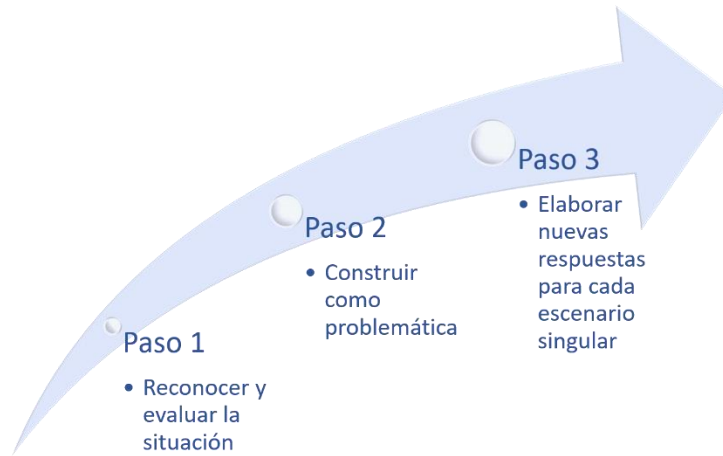 Paso 1
• Reconocer y
evaluar la
situación
Paso 2
• Construir
como
problemática
Paso 3
• Elaborar
nuevas
respuestas
para cada
escenario
singular